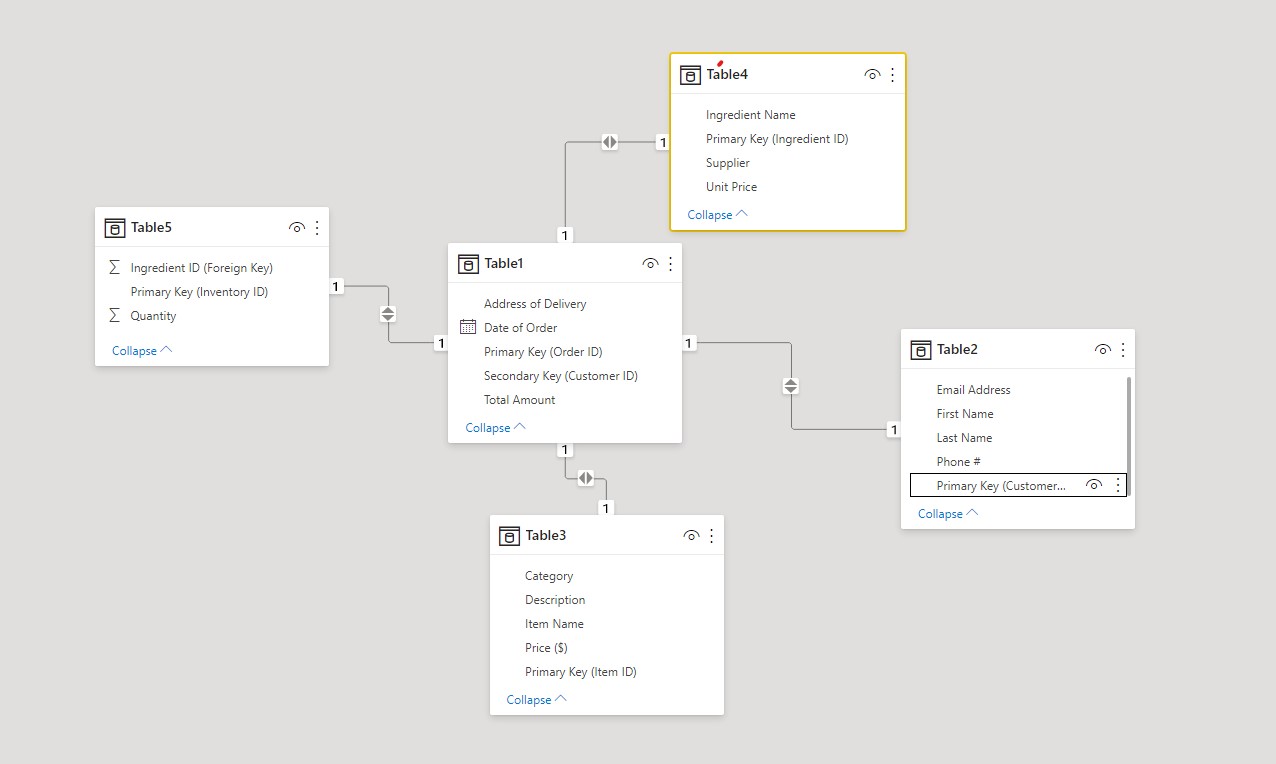 Table4
Ingredient Name
Primary Key (Ingredient ID)
Supplier
Unit Price
Collapse
1
1
Table5
Ingredient ID (Foreign Key)
Primary Key (Inventory ID)
Quantity
Collapse
1
1
Table1
Address of Delivery
Date of Order
Primary Key (Order ID)
Secondary Key (Customer ID)
Total Amount
Collapse
1
1
Table2
Email Address
First Name
Last Name
Phone #
Primary Key (Customer...
Collapse
1
1
Table3
Category
Description
Item Name
Price ($)
Primary Key (Item ID)
Collapse